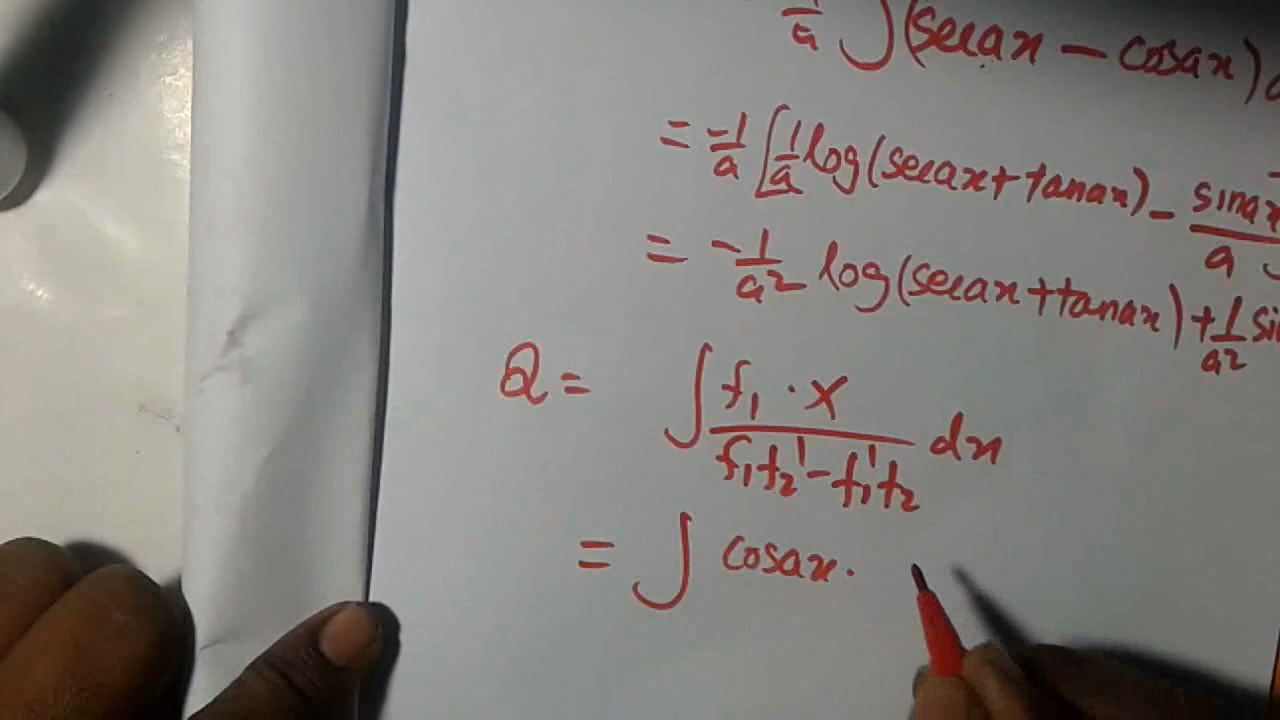 1/a ∫(secax − cosax)
= −1/a [1/a log(secax + tanax) − sinax/a
= −1/a² log(secax + tanax) + 1/a² sin
Q = ∫ f₁ · X / f₁f₂' − f₁'f₂ dx
= ∫ cosax ·